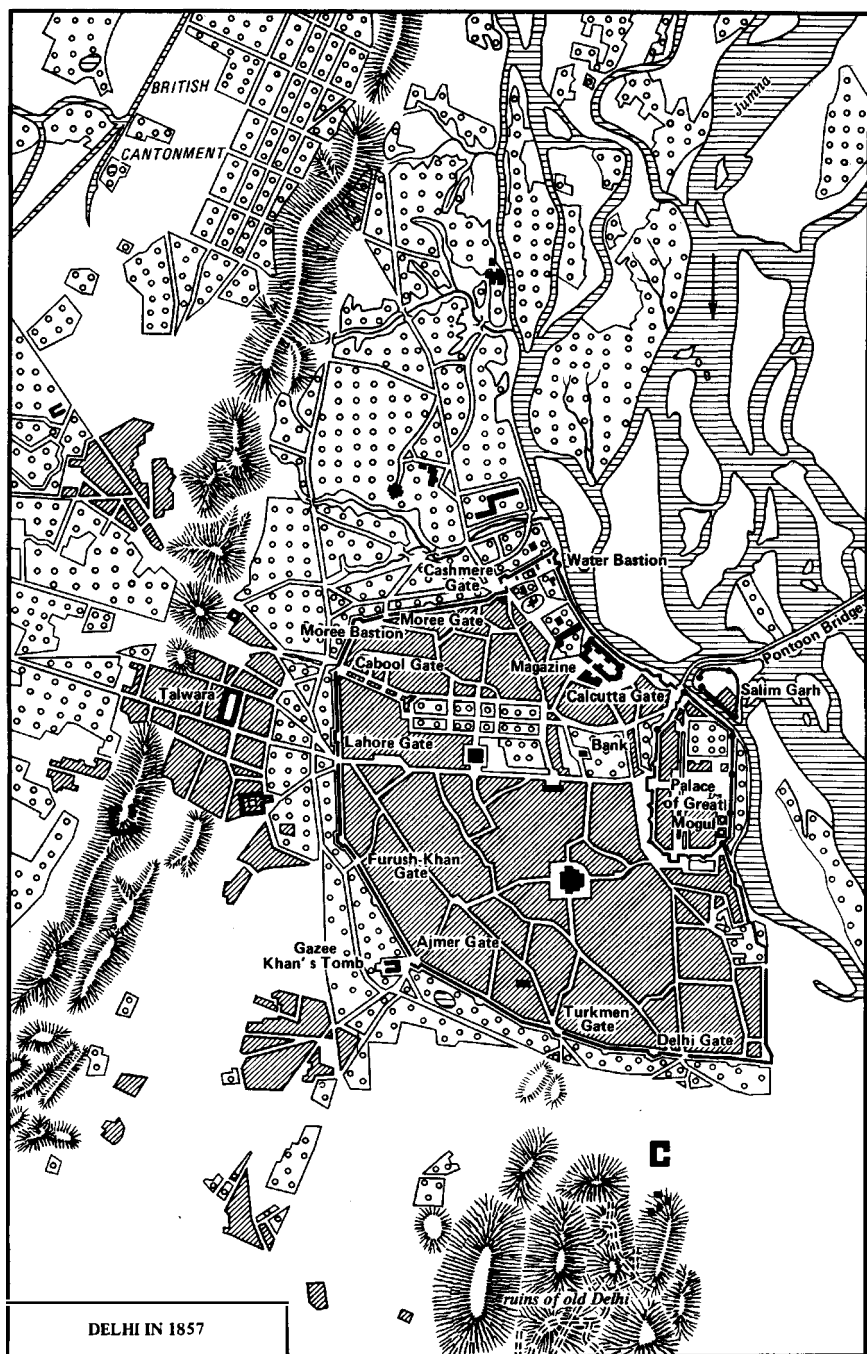 BRITISH
CANTONMENT
Jumna
Cashmere
Gate
Water Bastion
Moree Gate
Moree Bastion
Cabool Gate
Magazine
Pontoon Bridge
Talwara
Calcutta Gate
Salim Garh
Lahore Gate
Bank
Palace
of Great
Mogul
Furush-Khan
Gate
Ajmer Gate
Gazee
Khan's Tomb
Turkmen
Gate
Delhi Gate
ruins of old Delhi
DELHI IN 1857